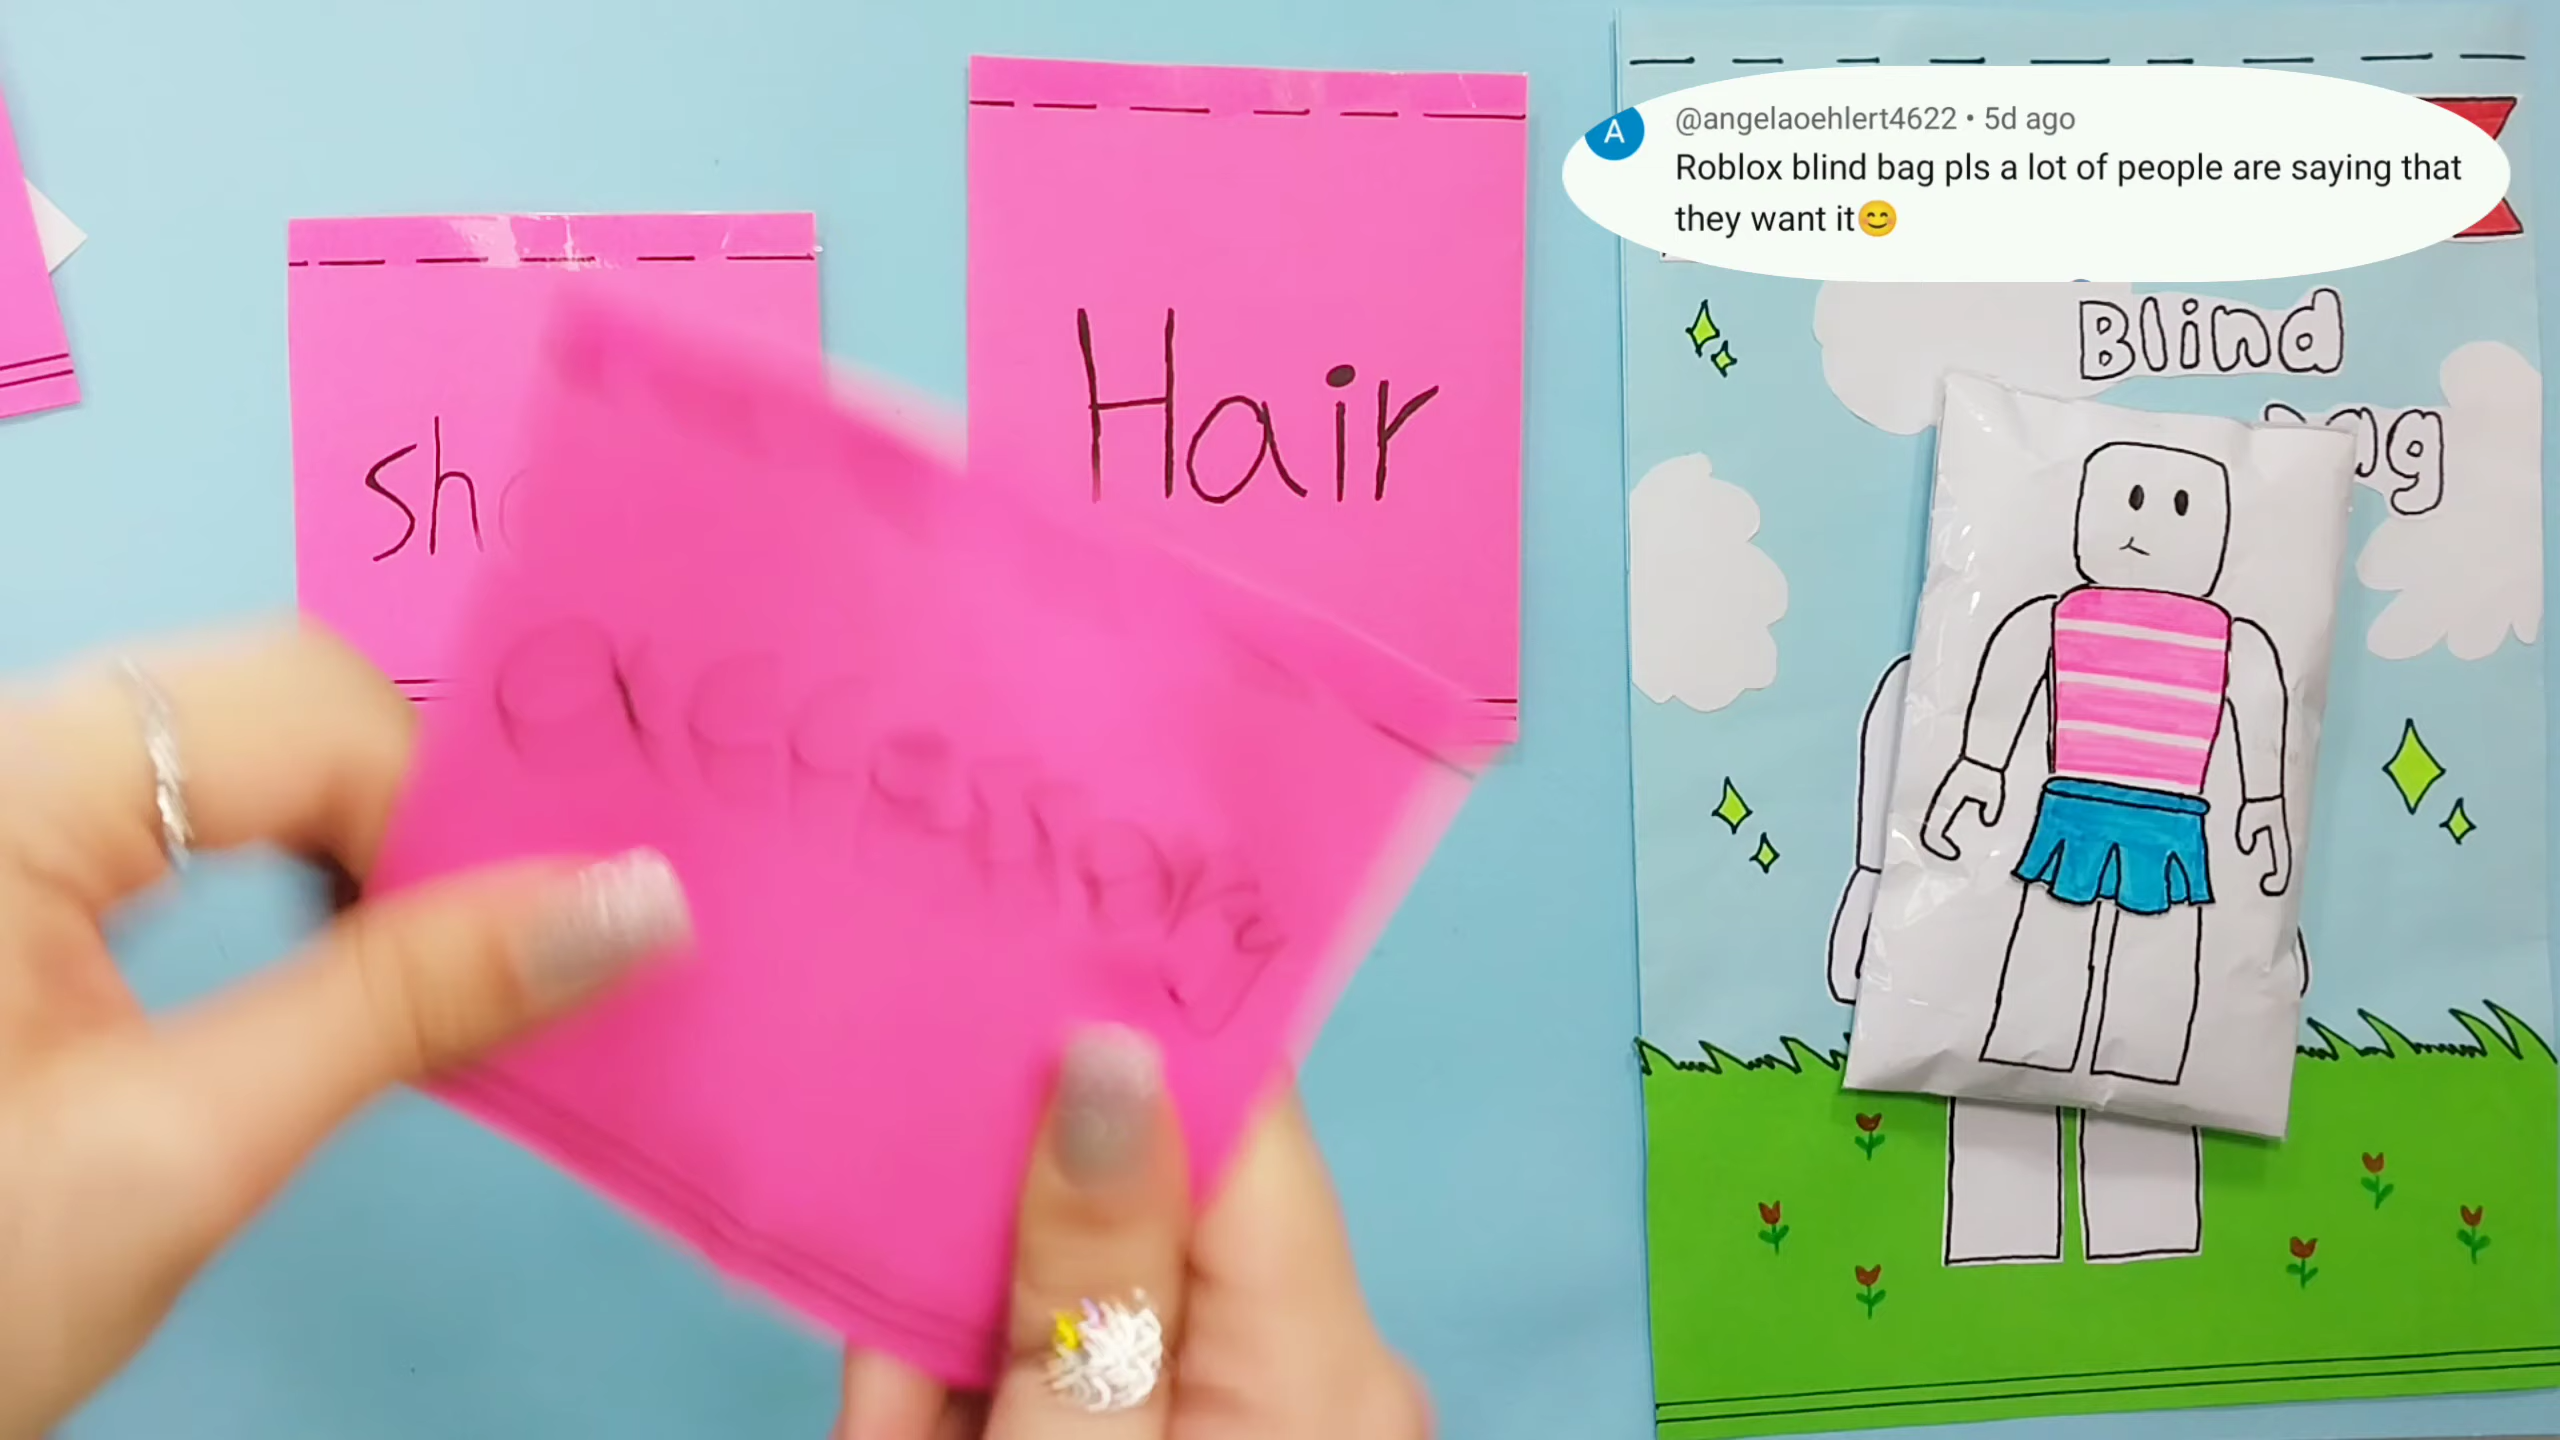 @angelaoehlert4622 • 5d ago
Roblox blind bag pls a lot of people are saying that
they want it😊
Blind
Hair